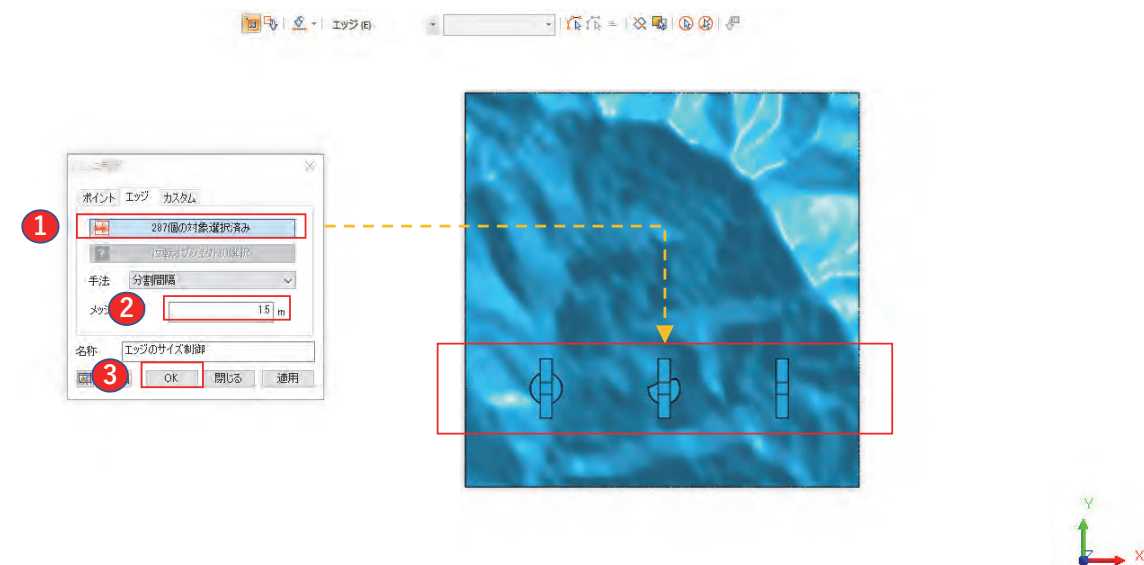 エッジ (E)
ポイント エッジ カスタム
1
287個の対象選択済み
手法 分割間隔
2
1.5 m
名称 エッジのサイズ制御
3
OK 閉じる 適用
Y
Z
X